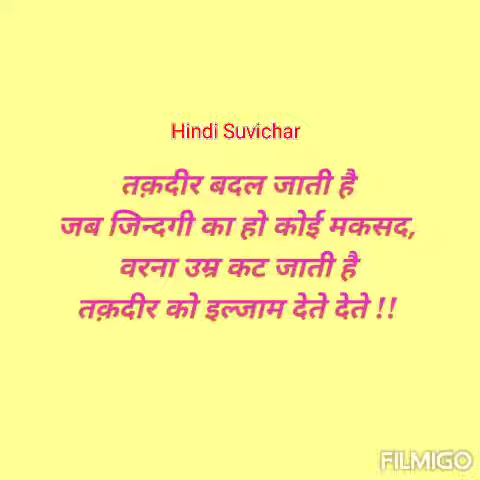 Hindi Suvichar
तक़दीर बदल जाती है
जब जिन्दगी का हो कोई मकसद,
वरना उम्र कट जाती है
तक़दीर को इल्जाम देते देते !!
FILMIGO